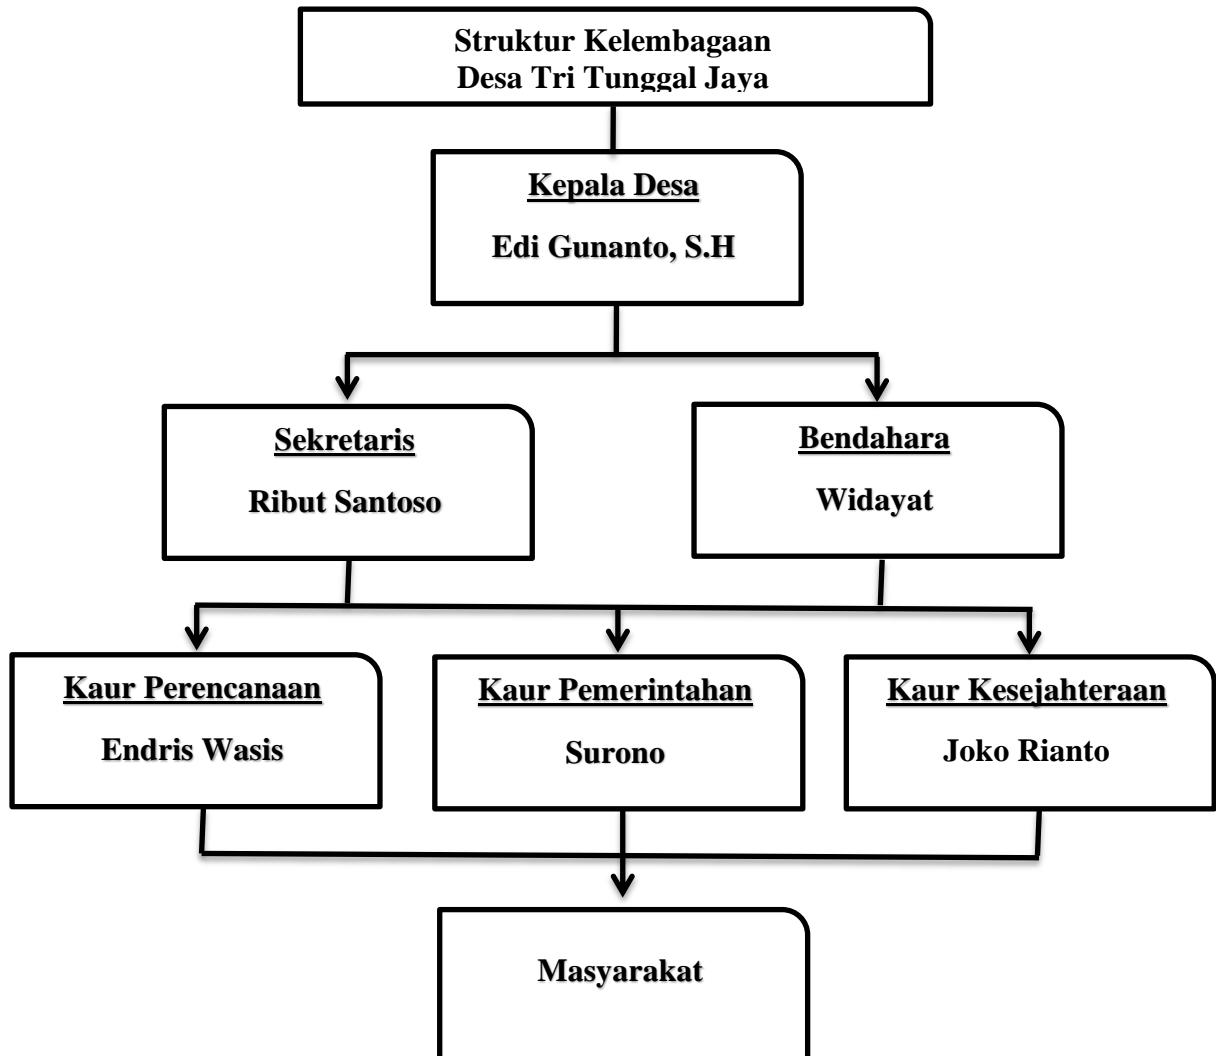 Struktur Kelembagaan
Desa Tri Tunggal Jaya
Kepala Desa
Edi Gunanto, S.H
Sekretaris
Ribut Santoso
Bendahara
Widayat
Kaur Perencanaan
Endris Wasis
Kaur Pemerintahan
Surono
Kaur Kesejahteraan
Joko Rianto
Masyarakat